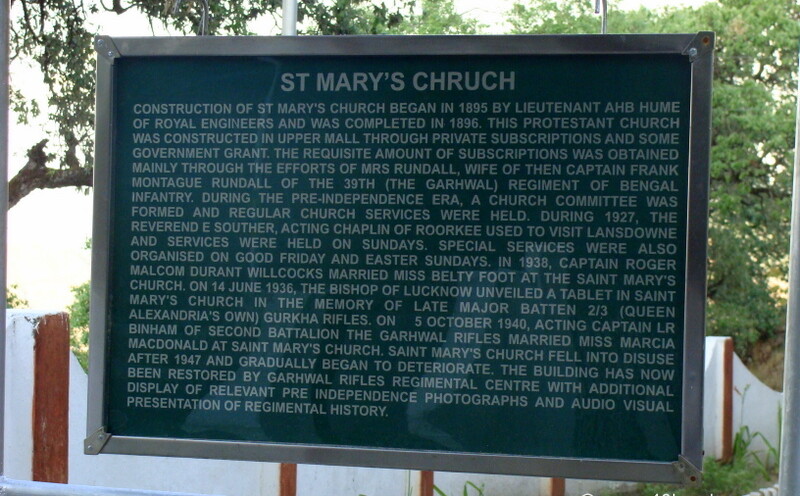 ST MARY'S CHRUCH
CONSTRUCTION OF ST MARY'S CHURCH BEGAN IN 1895 BY LIEUTENANT AHB HUME
OF ROYAL ENGINEERS AND WAS COMPLETED IN 1896. THIS PROTESTANT CHURCH
WAS CONSTRUCTED IN UPPER MALL THROUGH PRIVATE SUBSCRIPTIONS AND SOME
GOVERNMENT GRANT. THE REQUISITE AMOUNT OF SUBSCRIPTIONS WAS OBTAINED
MAINLY THROUGH THE EFFORTS OF MRS RUNDALL, WIFE OF THEN CAPTAIN FRANK
MONTAGUE RUNDALL OF THE 39TH (THE GARHWAL) REGIMENT OF BENGAL
INFANTRY. DURING THE PRE-INDEPENDENCE ERA, A CHURCH COMMITTEE WAS
FORMED AND REGULAR CHURCH SERVICES WERE HELD. DURING 1927, THE
REVEREND E SOUTHER, ACTING CHAPLIN OF ROORKEE USED TO VISIT LANSDOWNE
AND SERVICES WERE HELD ON SUNDAYS. SPECIAL SERVICES WERE ALSO
ORGANISED ON GOOD FRIDAY AND EASTER SUNDAYS. IN 1938, CAPTAIN ROGER
MALCOM DURANT WILLCOCKS MARRIED MISS BELTY FOOT AT THE SAINT MARY'S
CHURCH. ON 14 JUNE 1936, THE BISHOP OF LUCKNOW UNVEILED A TABLET IN SAINT
MARY'S CHURCH IN THE MEMORY OF LATE MAJOR BATTEN 2/3 (QUEEN
ALEXANDRIA'S OWN) GURKHA RIFLES. ON 5 OCTOBER 1940, ACTING CAPTAIN LR
BINHAM OF SECOND BATTALION THE GARHWAL RIFLES MARRIED MISS MARCIA
MACDONALD AT SAINT MARY'S CHURCH. SAINT MARY'S CHURCH FELL INTO DISUSE
AFTER 1947 AND GRADUALLY BEGAN TO DETERIORATE. THE BUILDING HAS NOW
BEEN RESTORED BY GARHWAL RIFLES REGIMENTAL CENTRE WITH ADDITIONAL
DISPLAY OF RELEVANT PRE INDEPENDENCE PHOTOGRAPHS AND AUDIO VISUAL
PRESENTATION OF REGIMENTAL HISTORY.